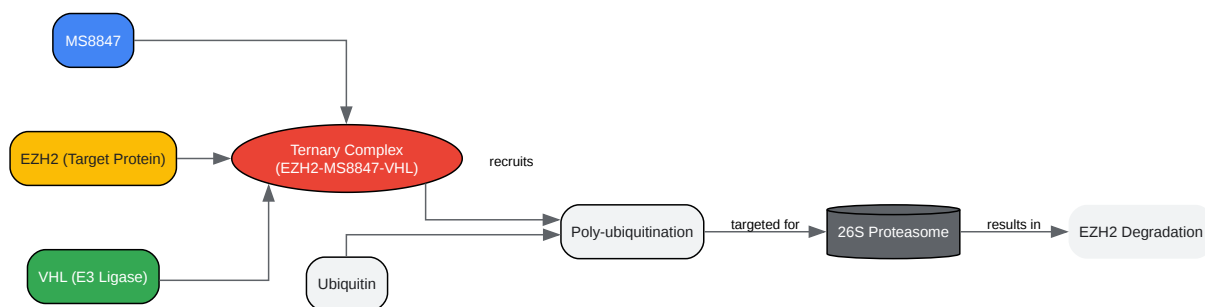 MS8847
EZH2 (Target Protein)
Ternary Complex
(EZH2-MS8847-VHL)
recruits
VHL (E3 Ligase)
Ubiquitin
Poly-ubiquitination
targeted for
26S Proteasome
results in
EZH2 Degradation